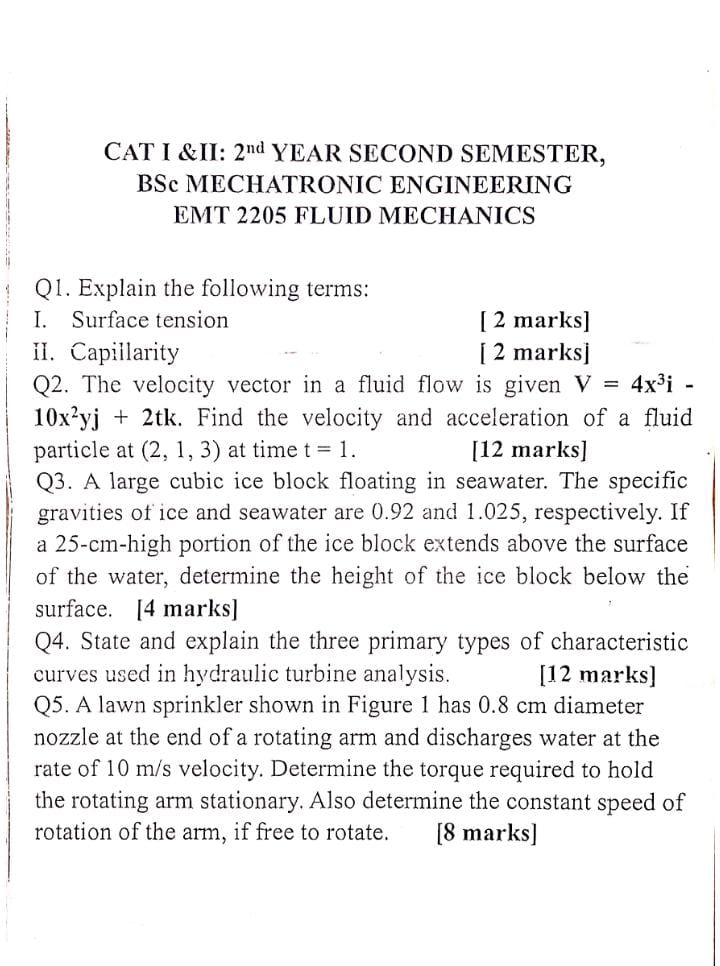 CAT I &II: 2nd YEAR SECOND SEMESTER,
BSc MECHATRONIC ENGINEERING
EMT 2205 FLUID MECHANICS
Q1. Explain the following terms:
I. Surface tension [ 2 marks]
II. Capillarity [ 2 marks]
Q2. The velocity vector in a fluid flow is given V = 4x³i -
10x²yj + 2tk. Find the velocity and acceleration of a fluid
particle at (2, 1, 3) at time t = 1. [12 marks]
Q3. A large cubic ice block floating in seawater. The specific
gravities of ice and seawater are 0.92 and 1.025, respectively. If
a 25-cm-high portion of the ice block extends above the surface
of the water, determine the height of the ice block below the
surface. [4 marks]
Q4. State and explain the three primary types of characteristic
curves used in hydraulic turbine analysis. [12 marks]
Q5. A lawn sprinkler shown in Figure 1 has 0.8 cm diameter
nozzle at the end of a rotating arm and discharges water at the
rate of 10 m/s velocity. Determine the torque required to hold
the rotating arm stationary. Also determine the constant speed of
rotation of the arm, if free to rotate. [8 marks]